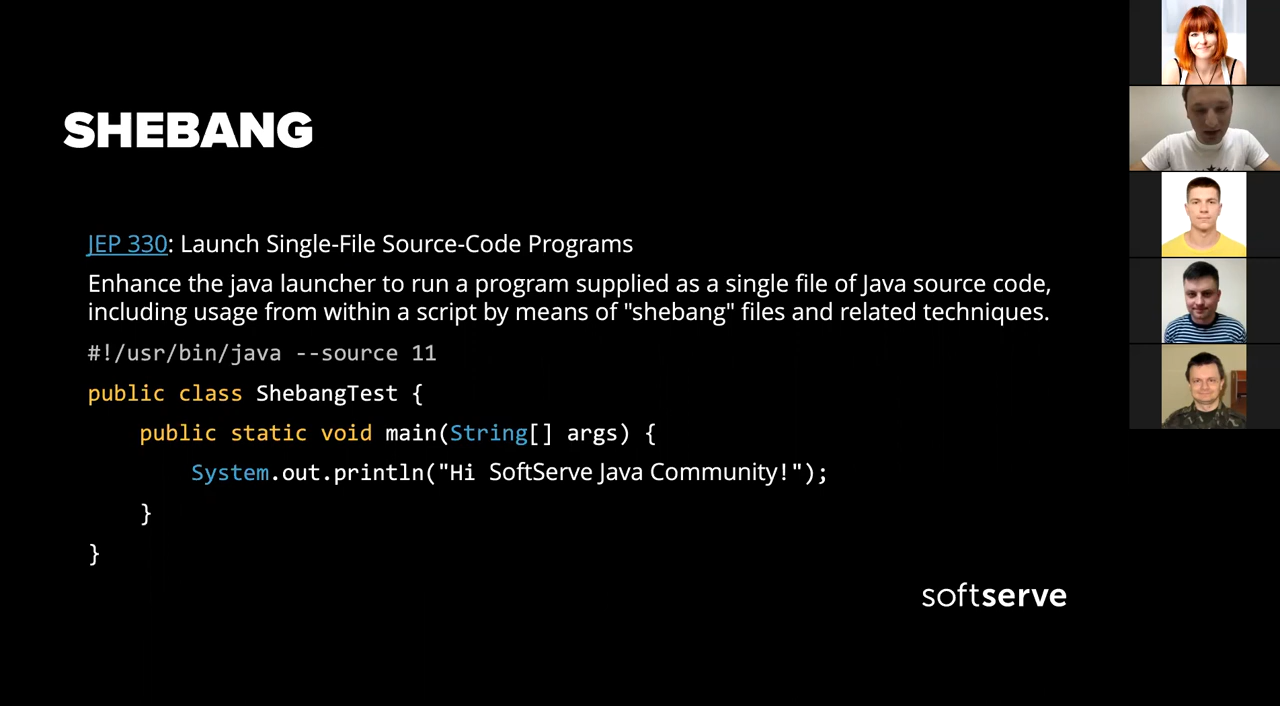 SHEBANG
JEP 330: Launch Single-File Source-Code Programs
Enhance the java launcher to run a program supplied as a single file of Java source code,
including usage from within a script by means of "shebang" files and related techniques.
#!/usr/bin/java --source 11
public class ShebangTest {
    public static void main(String[] args) {
        System.out.println("Hi SoftServe Java Community!");
    }
}
softserve